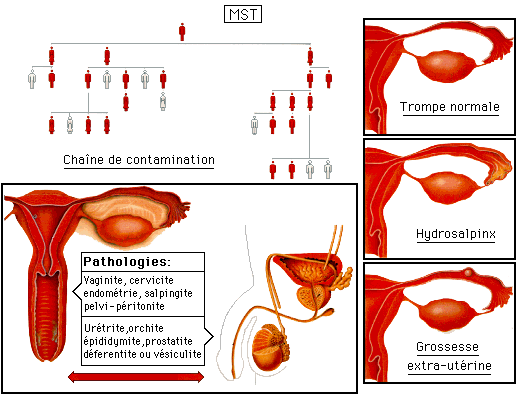 MST
Chaîne de contamination
Trompe normale
Hydrosalpinx
Grossesse
extra-utérine
Pathologies:
Vaginite, cervicite
endométrie, salpingite
pelvi-péritonite
Urétrite,orchite
épididymite,prostatite
déferentite ou vésiculite